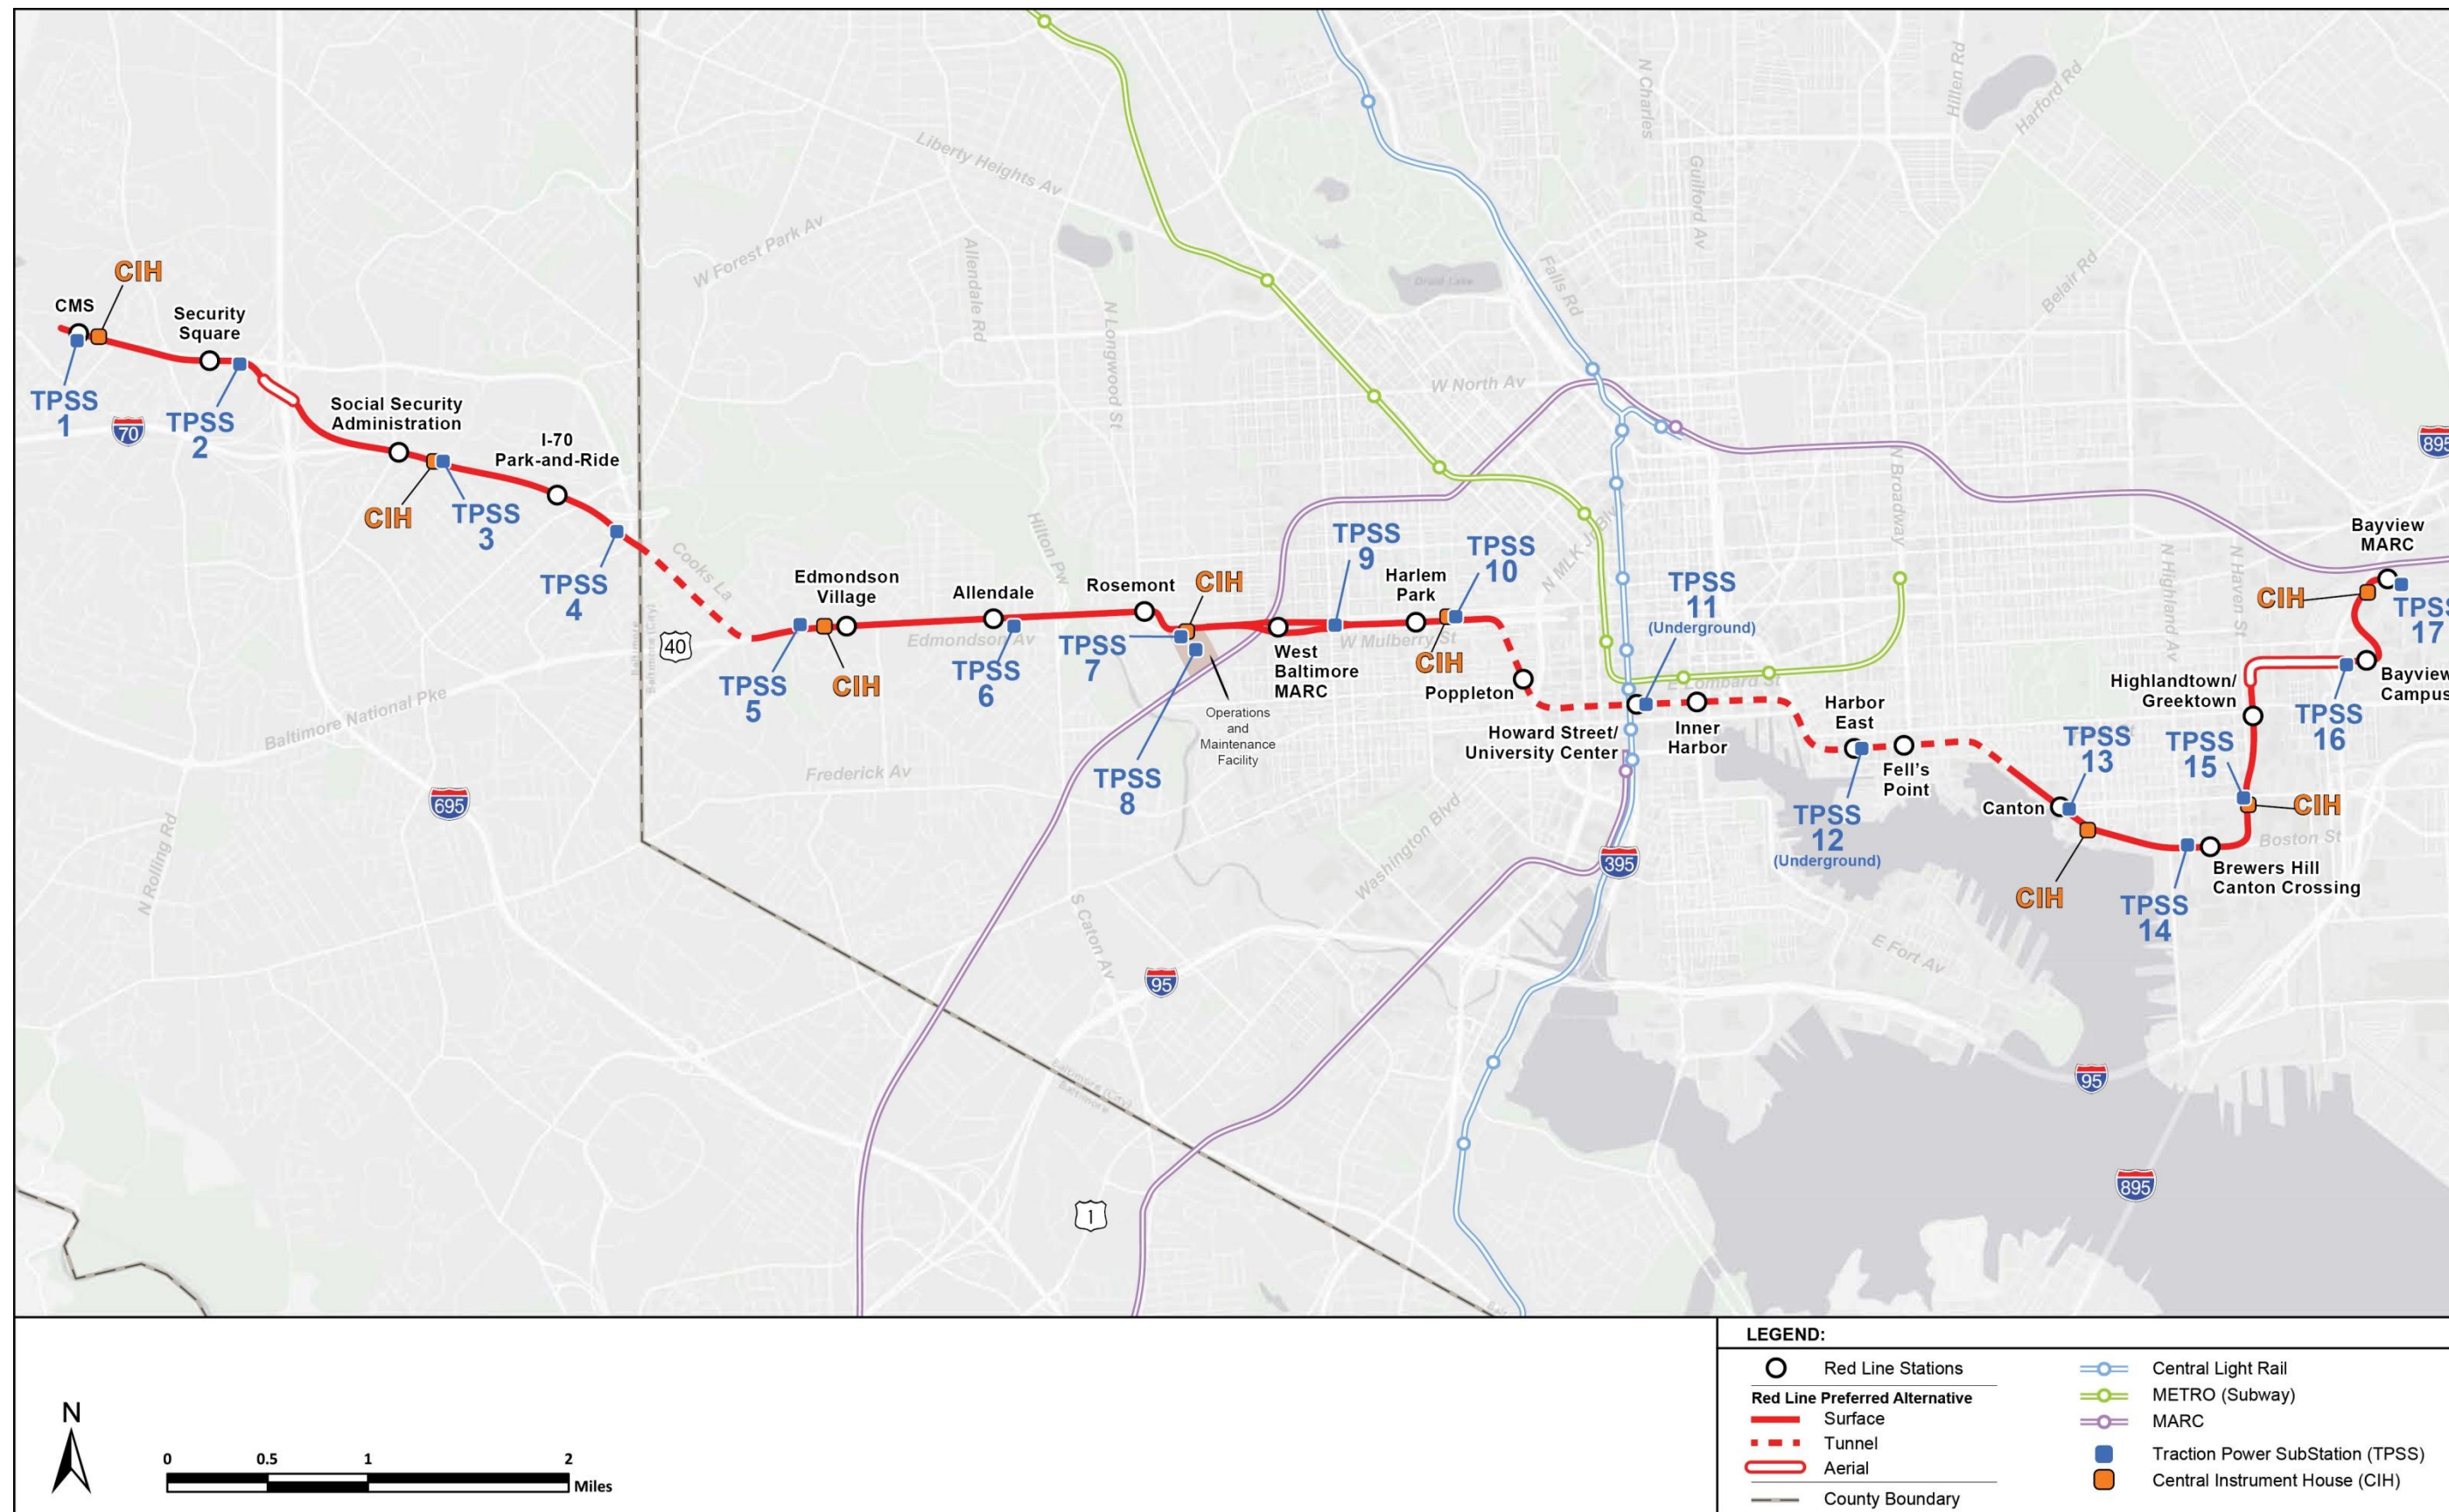 N Charles
Hillen Rd
Harford Rd
Liberty Heights Av
Guilford Av
W Forest Park Av
Allendale Rd
Falls Rd
Druid Lake
Belair Rd
CIH
CMS
Security
Square
N Longwood St
TPSS
1
70
TPSS
2
Social Security
Administration
W North Av
I-70
Park-and-Ride
895
N Broadway
CIH
TPSS
3
Hilton Pw
N MLK Jr Blvd
TPSS
9
TPSS
10
Bayview
MARC
N Highland Av
N Haven St
Cooks La
TPSS
4
Edmondson
Village
Allendale
Rosemont
CIH
Harlem
Park
TPSS
11
(Underground)
CIH
TPSS
17
40
Edmondson Av
W Mulberry St
TPSS
5
CIH
TPSS
6
TPSS
7
West
Baltimore
MARC
CIH
Poppleton
E Lombard St
Highlandtown/
Greektown
Bayview
Campus
Baltimore National Pke
Operations
and
Maintenance
Facility
Howard Street/
University Center
Inner
Harbor
Harbor
East
Fell's
Point
TPSS
13
TPSS
15
TPSS
16
Frederick Av
TPSS
8
695
N Rolling Rd
Washington Blvd
TPSS
12
(Underground)
Canton
CIH
Boston St
395
Brewers Hill
Canton Crossing
CIH
TPSS
14
S Caton Av
E Fort Av
95
95
Baltimore (City)
Baltimore
895
1
LEGEND:
Red Line Stations
Red Line Preferred Alternative
Surface
Tunnel
Aerial
County Boundary
Central Light Rail
METRO (Subway)
MARC
Traction Power SubStation (TPSS)
Central Instrument House (CIH)
N
0
0.5
1
2
Miles